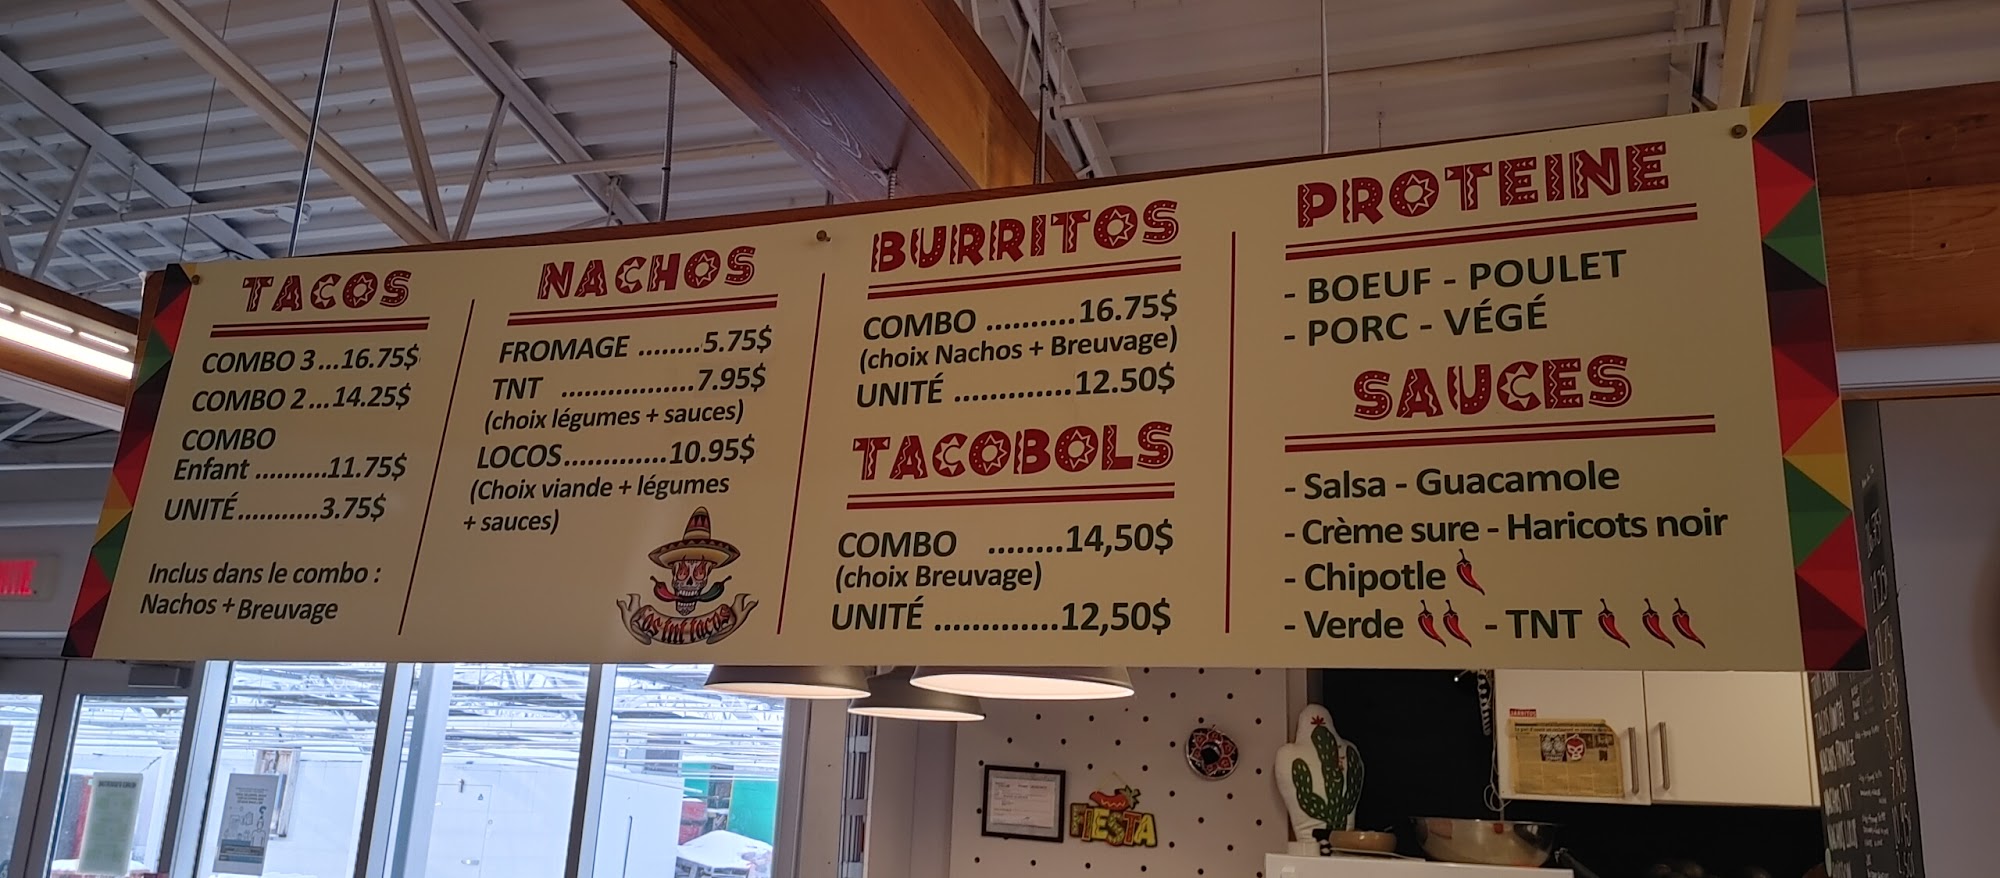 TACOS
COMBO 3...16.75$
COMBO 2...14.25$
COMBO
Enfant ..........11.75$
UNITÉ...........3.75$
Inclus dans le combo :
Nachos + Breuvage
NACHOS
FROMAGE ........5.75$
TNT .................7.95$
(choix légumes + sauces)
LOCOS.............10.95$
(Choix viande + légumes
+ sauces)
Los tnt tacos
BURRITOS
COMBO ..........16.75$
(choix Nachos + Breuvage)
UNITÉ .............12.50$
TACOBOLS
COMBO ........14,50$
(choix Breuvage)
UNITÉ .............12,50$
PROTEINE
- BOEUF - POULET
- PORC - VÉGÉ
SAUCES
- Salsa - Guacamole
- Crème sure - Haricots noir
- Chipotle
- Verde - TNT
FIESTA